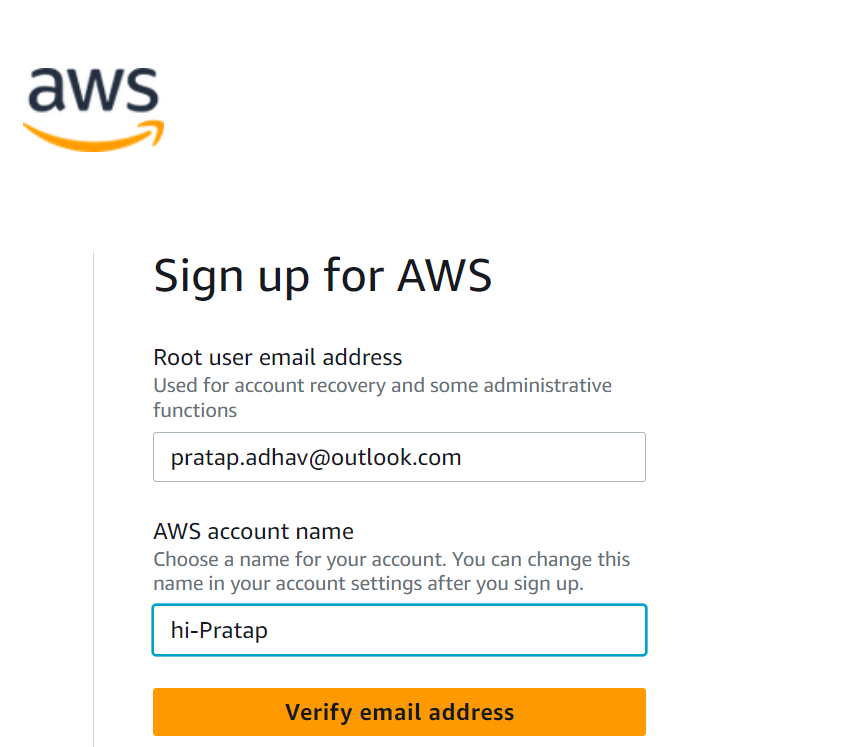 aws
Sign up for AWS
Root user email address
Used for account recovery and some administrative
functions
pratap.adhav@outlook.com
AWS account name
Choose a name for your account. You can change this
name in your account settings after you sign up.
hi-Pratap
Verify email address